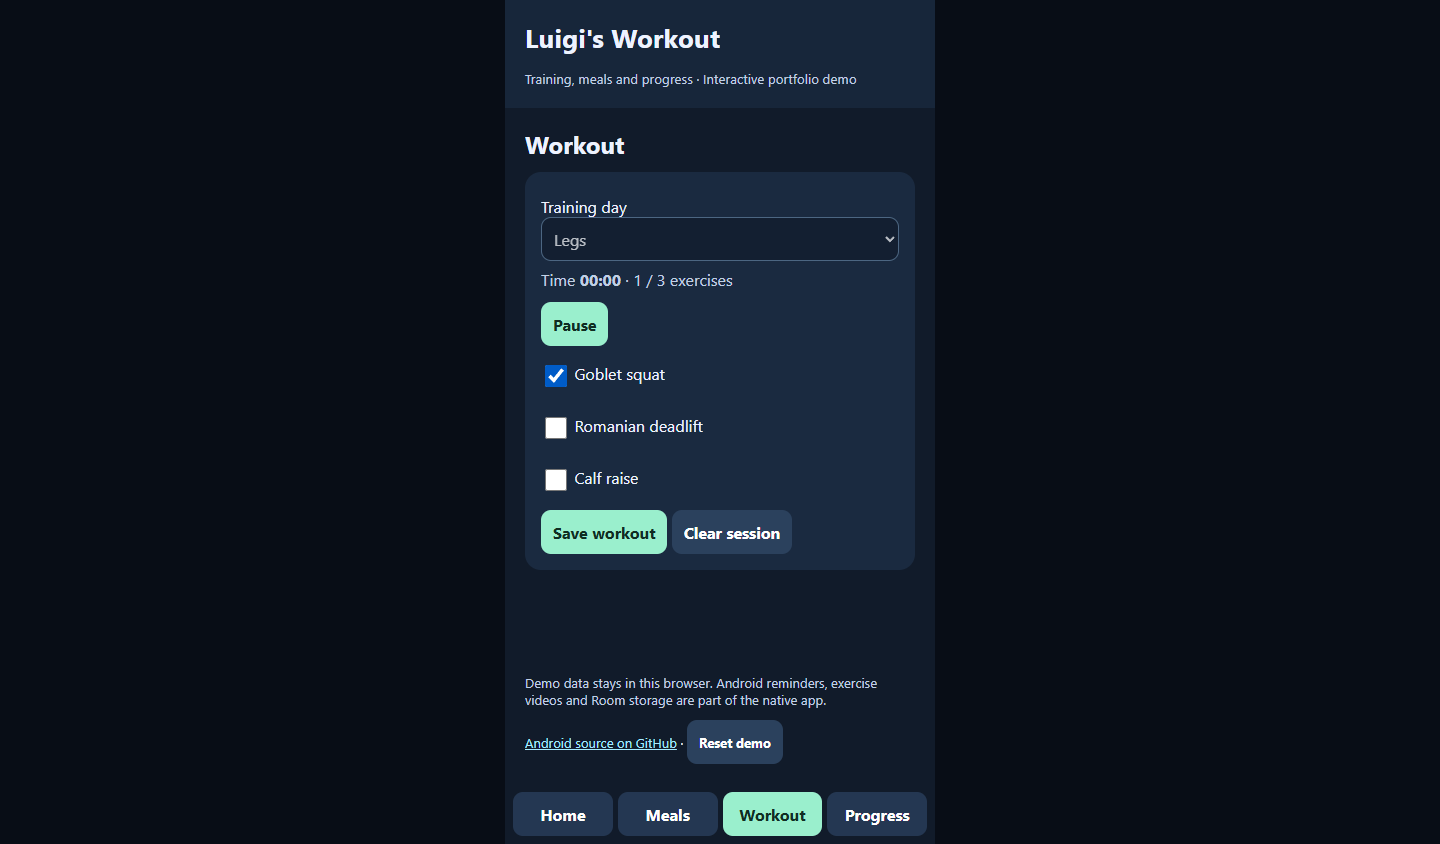 Luigi's Workout
Training, meals and progress · Interactive portfolio demo
Workout
Training day
Legs
Time 00:00 · 1 / 3 exercises
Pause
Goblet squat
Romanian deadlift
Calf raise
Save workout Clear session
Demo data stays in this browser. Android reminders, exercise
videos and Room storage are part of the native app.
Android source on GitHub · Reset demo
Home Meals Workout Progress